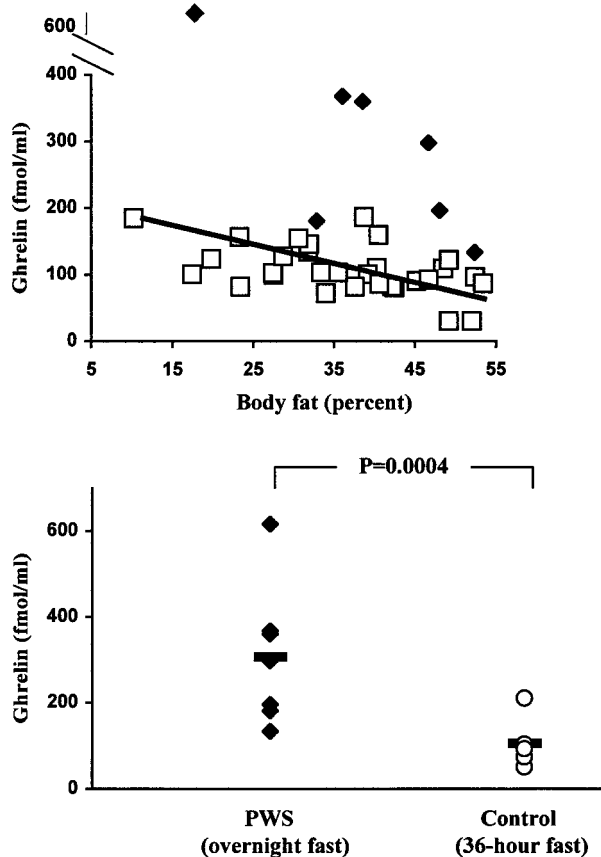 600
400
300
200
100
0
Ghrelin (fmol/ml)
5 15 25 35 45 55
Body fat (percent)
P=0.0004
600
400
200
0
Ghrelin (fmol/ml)
PWS Control
(overnight fast) (36-hour fast)